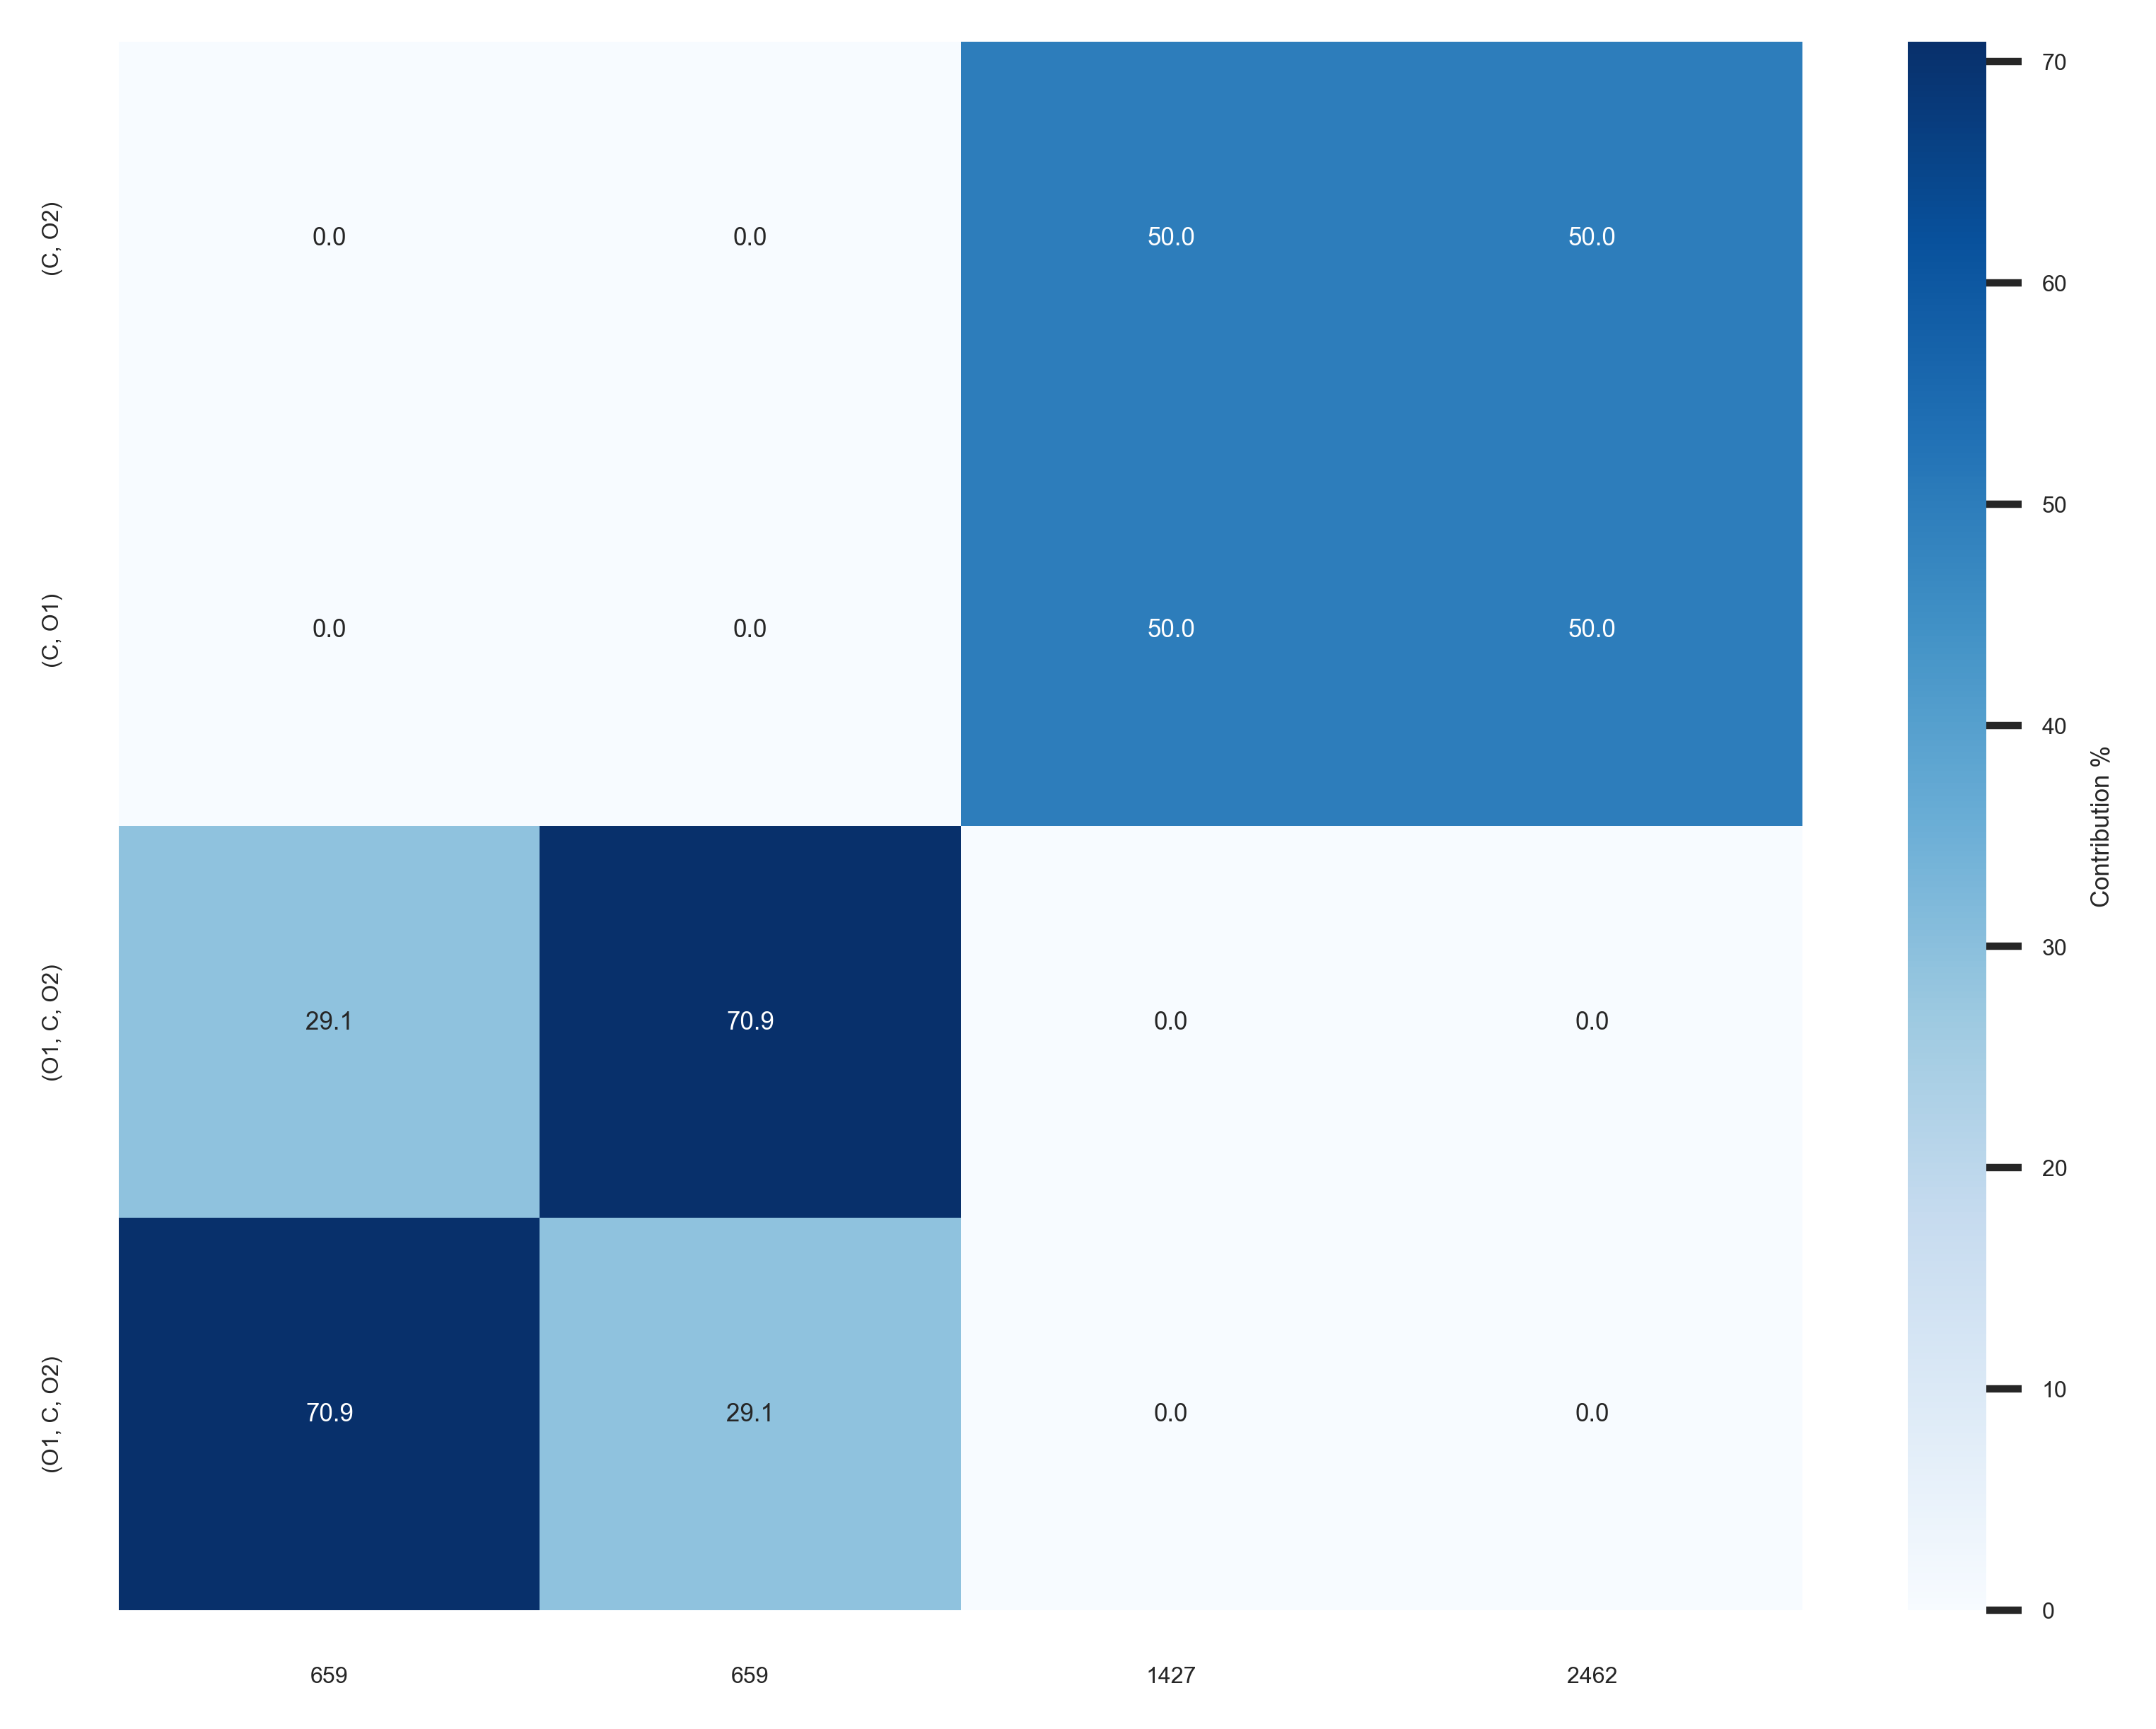 (C, O2) 0.0 0.0 50.0 50.0
(C, O1) 0.0 0.0 50.0 50.0
(O1, C, O2) 29.1 70.9 0.0 0.0
(O1, C, O2) 70.9 29.1 0.0 0.0
659 659 1427 2462
70
60
50
40
30
20
10
0
Contribution %